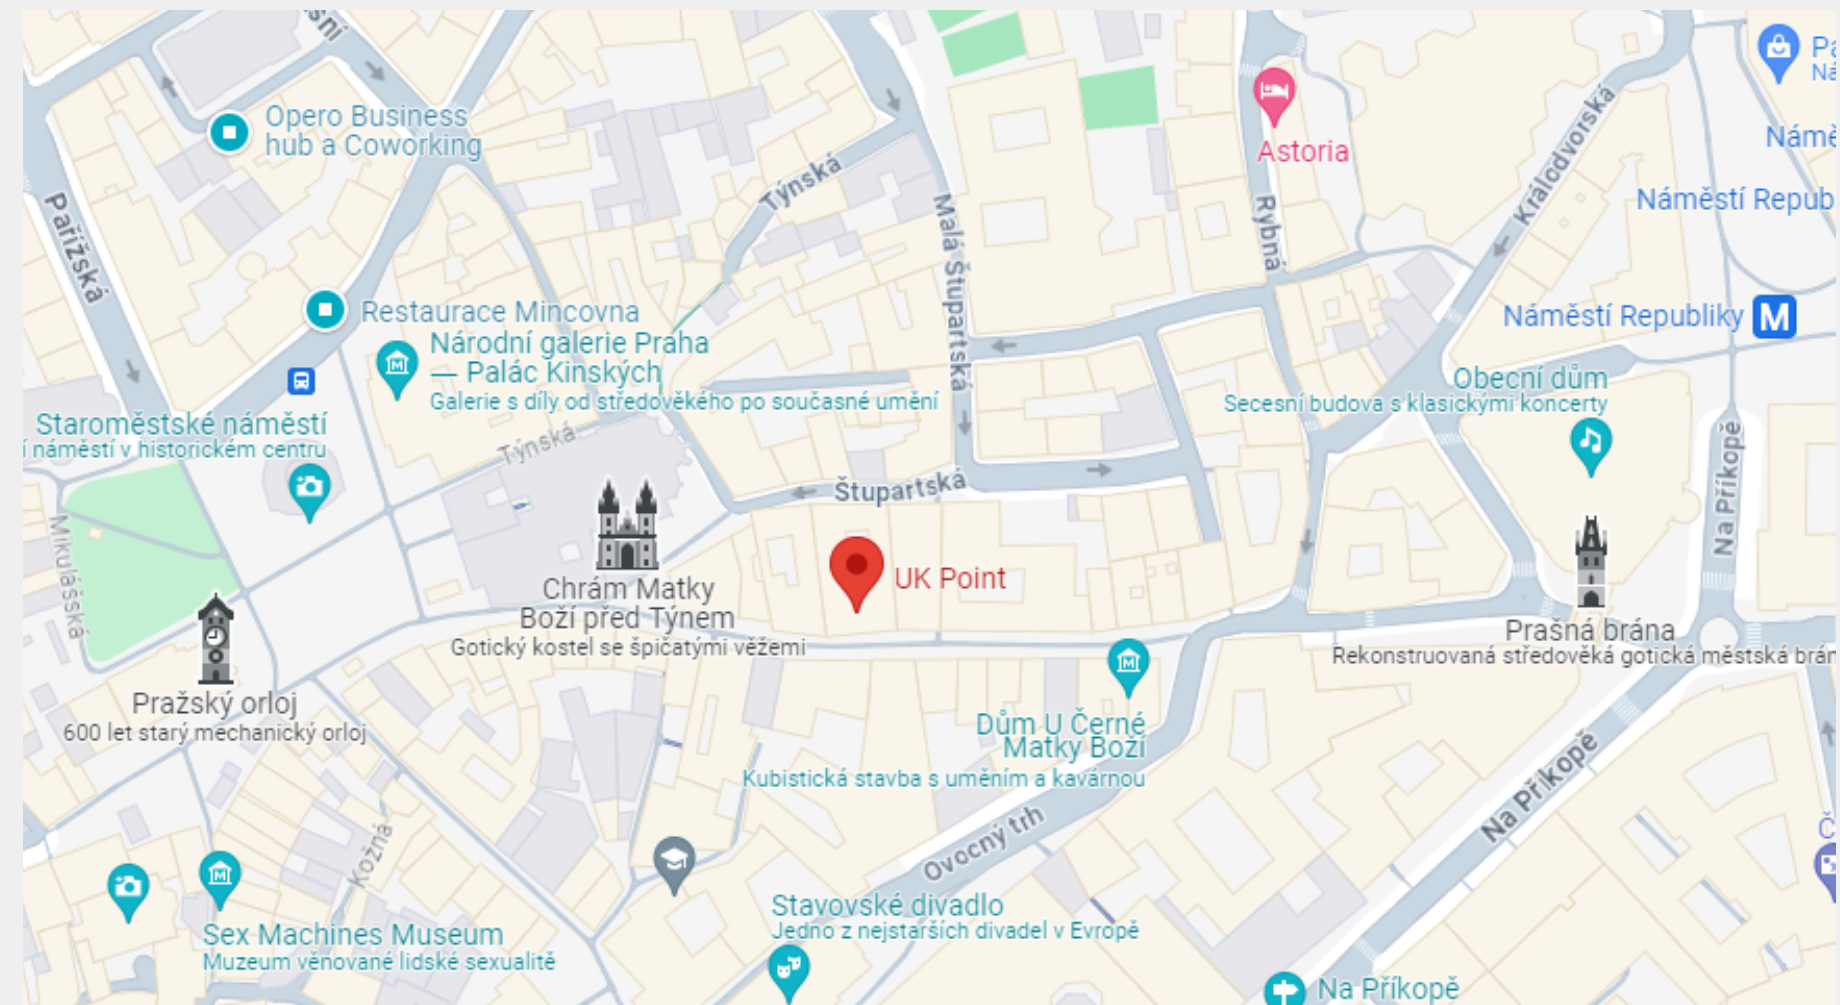 Opero Business
hub a Coworking
Pařížská
Týnská
Malá Štupartská
Astoria
Rybná
Králodvorská
Náměstí Repub
Restaurace Mincovna
Národní galerie Praha
— Palác Kinských
Galerie s díly od středověkého po současné umění
Náměstí Republiky
M
Obecní dům
Secesní budova s klasickými koncerty
Staroměstské náměstí
í náměstí v historickém centru
Týnská
Štupartská
Na Příkopě
Mikulášská
Chrám Matky
Boží před Týnem
Gotický kostel se špičatými věžemi
UK Point
Prašná brána
Rekonstruovaná středověká gotická městská brán
Pražský orloj
600 let starý mechanický orloj
Dům U Černé
Matky Boží
Kubistická stavba s uměním a kavárnou
Na Příkopě
Ovocný trh
Kožná
Stavovské divadlo
Jedno z nejstarších divadel v Evropě
Sex Machines Museum
Muzeum věnované lidské sexualitě
Na Příkopě